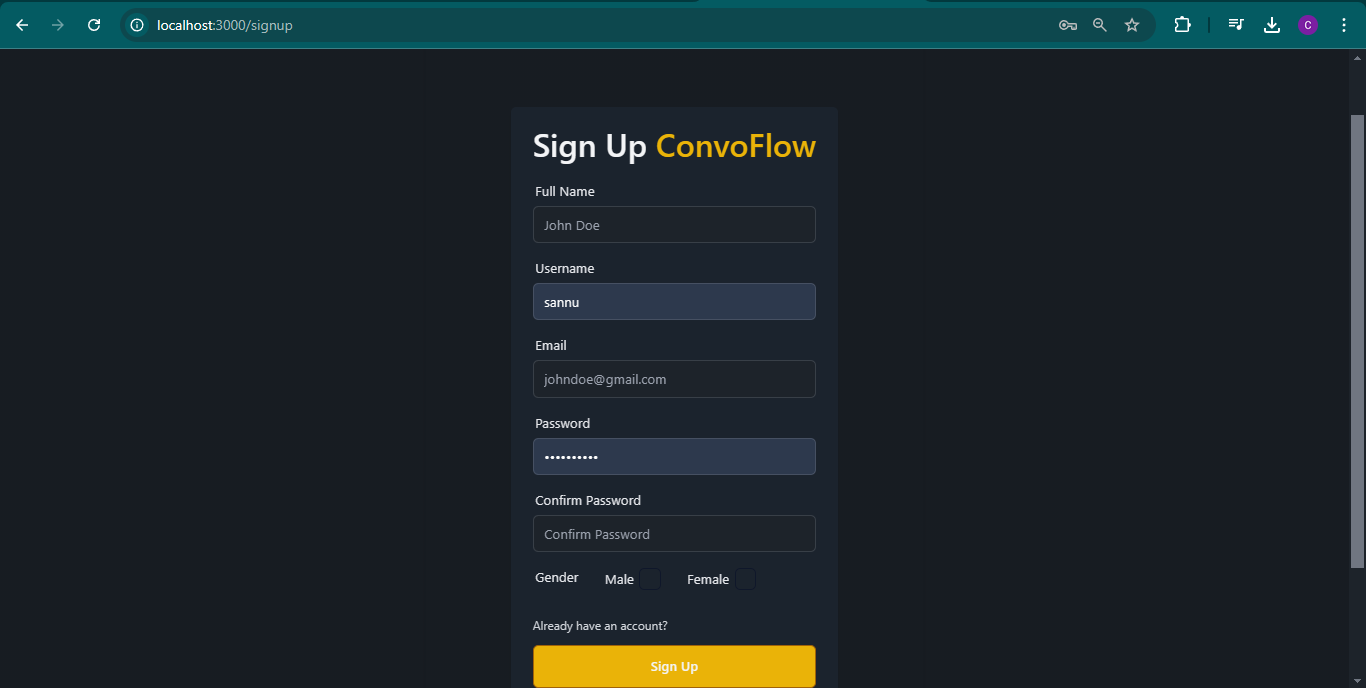 localhost:3000/signup
C
Sign Up ConvoFlow
Full Name
John Doe
Username
sannu
Email
johndoe@gmail.com
Password
••••••••••
Confirm Password
Confirm Password
Gender Male Female
Already have an account?
Sign Up